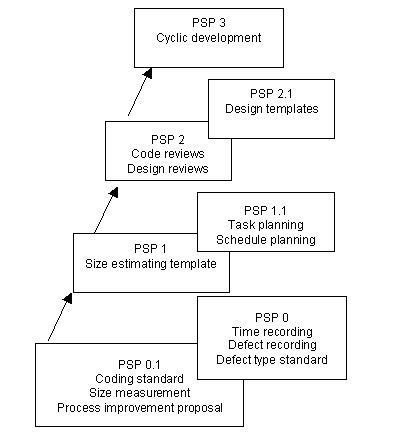 PSP 3
Cyclic development
PSP 2.1
Design templates
PSP 2
Code reviews
Design reviews
PSP 1.1
Task planning
Schedule planning
PSP 1
Size estimating template
PSP 0
Time recording
Defect recording
Defect type standard
PSP 0.1
Coding standard
Size measurement
Process improvement proposal